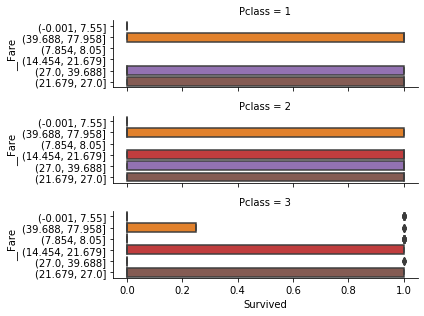 Pclass = 1
(-0.001, 7.55]
(39.688, 77.958]
(7.854, 8.05]
(14.454, 21.679]
(27.0, 39.688]
(21.679, 27.0]
_Fare
Pclass = 2
(-0.001, 7.55]
(39.688, 77.958]
(7.854, 8.05]
(14.454, 21.679]
(27.0, 39.688]
(21.679, 27.0]
_Fare
Pclass = 3
(-0.001, 7.55]
(39.688, 77.958]
(7.854, 8.05]
(14.454, 21.679]
(27.0, 39.688]
(21.679, 27.0]
_Fare
0.0 0.2 0.4 0.6 0.8 1.0
Survived